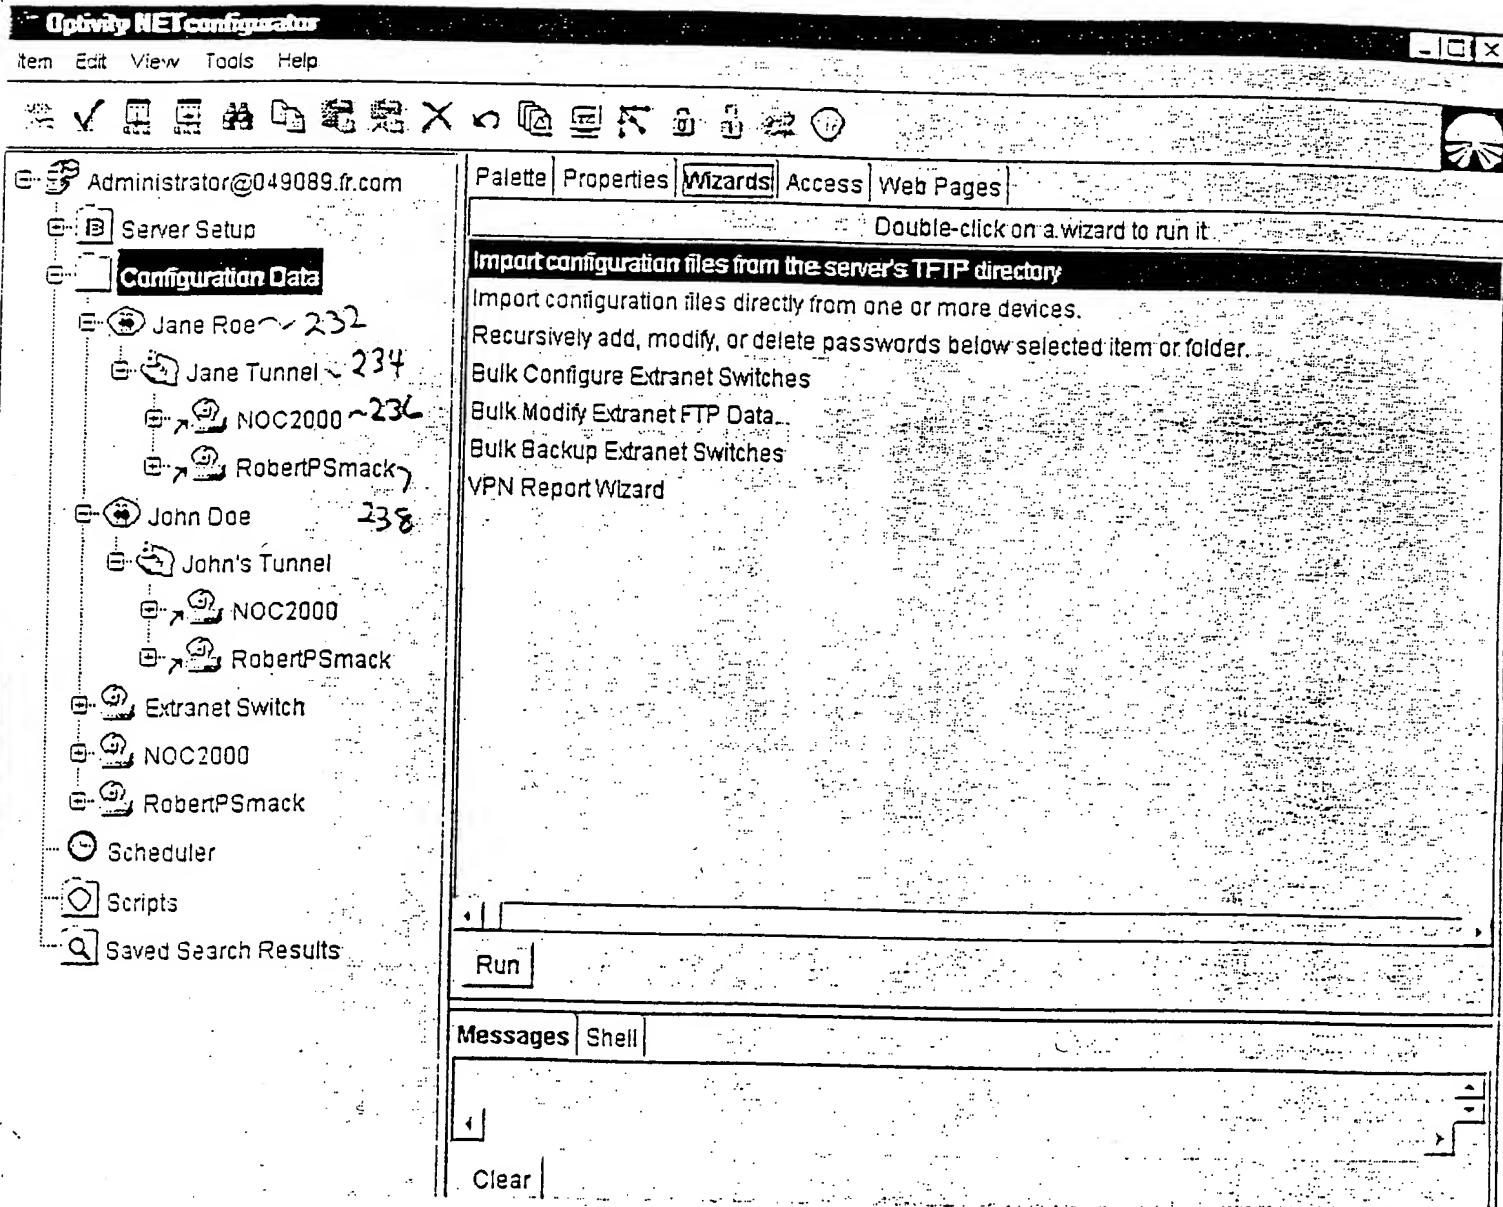 Optivity NETconfigurator
Item Edit View Tools Help
Administrator@049089.fr.com
Server Setup
Configuration Data
Jane Roe 232
Jane Tunnel 234
NOC2000 236
RobertPSmack
John Doe 238
John's Tunnel
NOC2000
RobertPSmack
Extranet Switch
NOC2000
RobertPSmack
Scheduler
Scripts
Saved Search Results
Palette Properties Wizards Access Web Pages
Double-click on a wizard to run it
Import configuration files from the server's TFTP directory
Import configuration files directly from one or more devices.
Recursively add, modify, or delete passwords below selected item or folder.
Bulk Configure Extranet Switches
Bulk Modify Extranet FTP Data...
Bulk Backup Extranet Switches
VPN Report Wizard
Run
Messages Shell
Clear